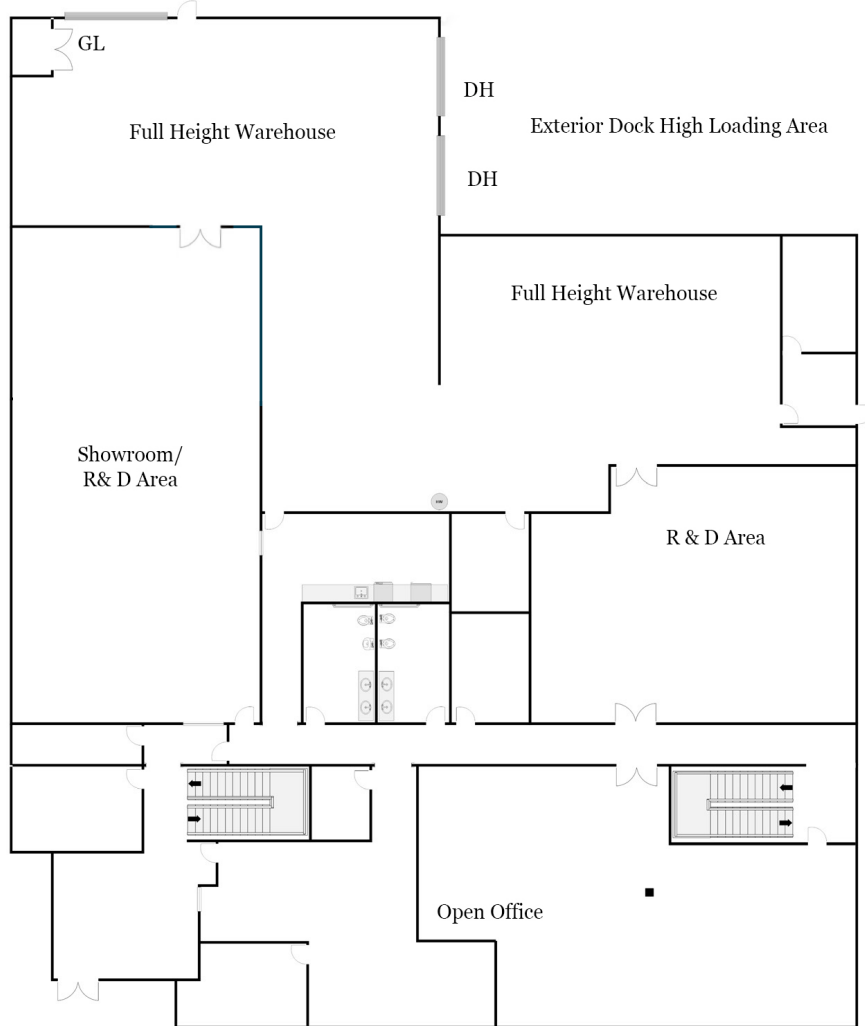 GL
DH
Full Height Warehouse
Exterior Dock High Loading Area
DH
Full Height Warehouse
Showroom/
R& D Area
R & D Area
Open Office